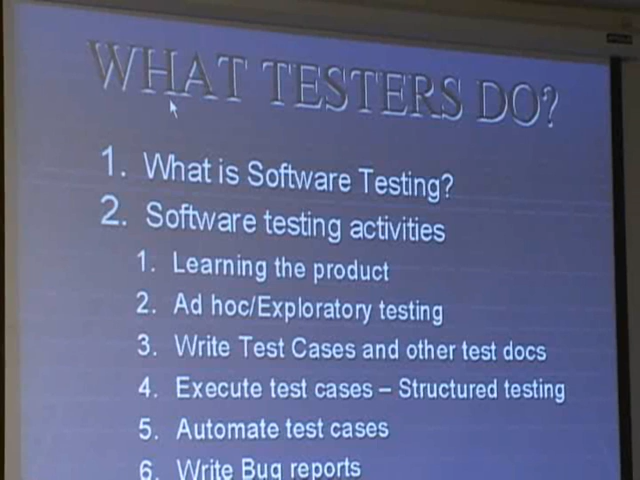 WHAT TESTERS DO?
1. What is Software Testing?
2. Software testing activities
1. Learning the product
2. Ad hoc/Exploratory testing
3. Write Test Cases and other test docs
4. Execute test cases – Structured testing
5. Automate test cases
6. Write Bug reports